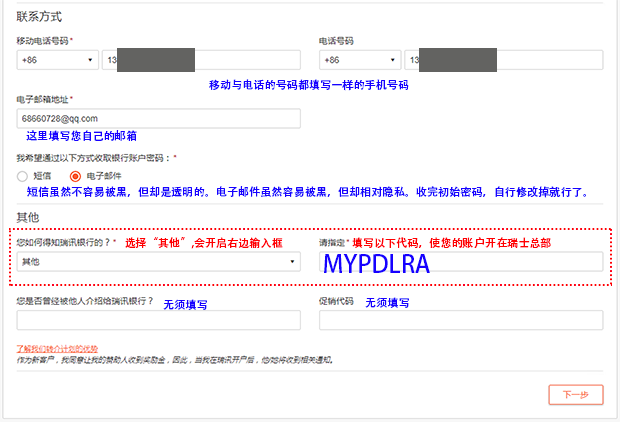 联系方式
移动电话号码* 电话号码
+86 13 +86 13
移动与电话的号码都填写一样的手机号码
电子邮箱地址*
68660728@qq.com
这里填写您自己的邮箱
我希望通过以下方式收取银行账户密码：*
短信 电子邮件
短信虽然不容易被黑，但却是透明的。电子邮件虽然容易被黑，但却相对隐私。收完初始密码，自行修改掉就行了。
其他
您如何得知瑞讯银行的？* 选择“其他”,会开启右边输入框 请指定* 填写以下代码，使您的账户开在瑞士总部
其他 MYPDLRA
您是否曾经被他人介绍给瑞讯银行？ 无须填写 促销代码 无须填写
了解我们转介计划的优势
作为新客户，我同意让我的赞助人收到奖励金，因此，当我在瑞讯开户后，他/她将收到相关通知。
下一步